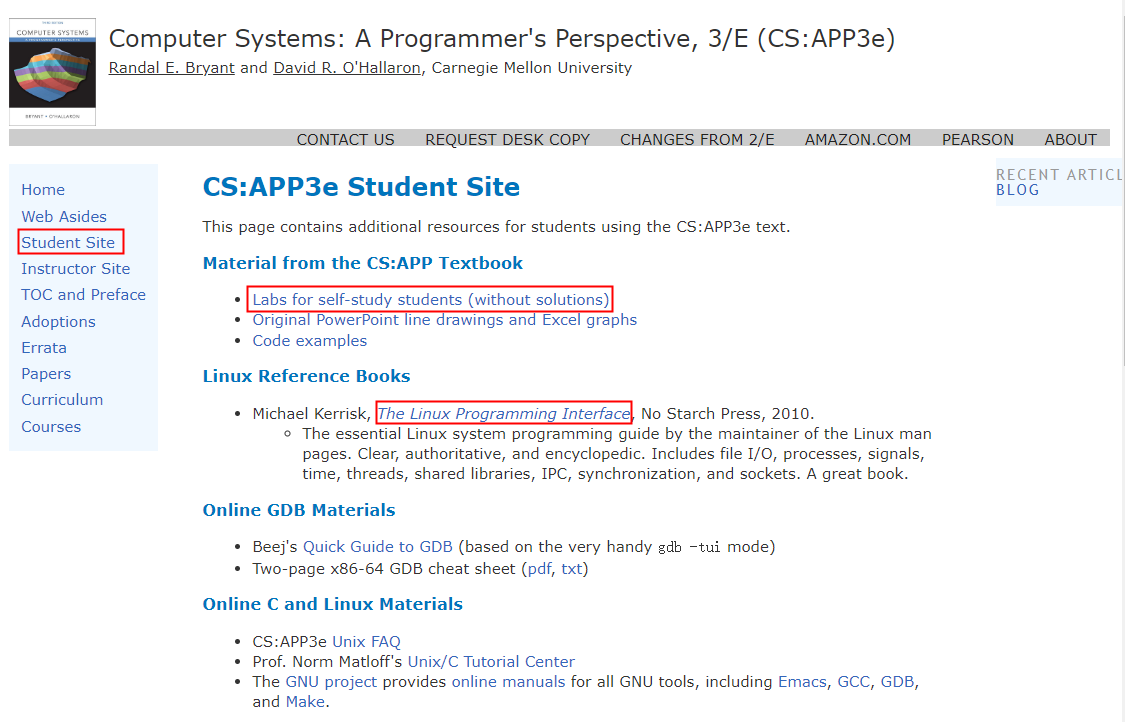 COMPUTER SYSTEMS
BRYANT • O'HALLARON
Computer Systems: A Programmer's Perspective, 3/E (CS:APP3e)
Randal E. Bryant and David R. O'Hallaron, Carnegie Mellon University
CONTACT US REQUEST DESK COPY CHANGES FROM 2/E AMAZON.COM PEARSON ABOUT
Home
Web Asides
Student Site
Instructor Site
TOC and Preface
Adoptions
Errata
Papers
Curriculum
Courses
CS:APP3e Student Site
This page contains additional resources for students using the CS:APP3e text.
Material from the CS:APP Textbook
• Labs for self-study students (without solutions)
• Original PowerPoint line drawings and Excel graphs
• Code examples
Linux Reference Books
• Michael Kerrisk, The Linux Programming Interface, No Starch Press, 2010.
◦ The essential Linux system programming guide by the maintainer of the Linux man
pages. Clear, authoritative, and encyclopedic. Includes file I/O, processes, signals,
time, threads, shared libraries, IPC, synchronization, and sockets. A great book.
Online GDB Materials
• Beej's Quick Guide to GDB (based on the very handy gdb -tui mode)
• Two-page x86-64 GDB cheat sheet (pdf, txt)
Online C and Linux Materials
• CS:APP3e Unix FAQ
• Prof. Norm Matloff's Unix/C Tutorial Center
• The GNU project provides online manuals for all GNU tools, including Emacs, GCC, GDB,
and Make.
RECENT ARTICL
BLOG